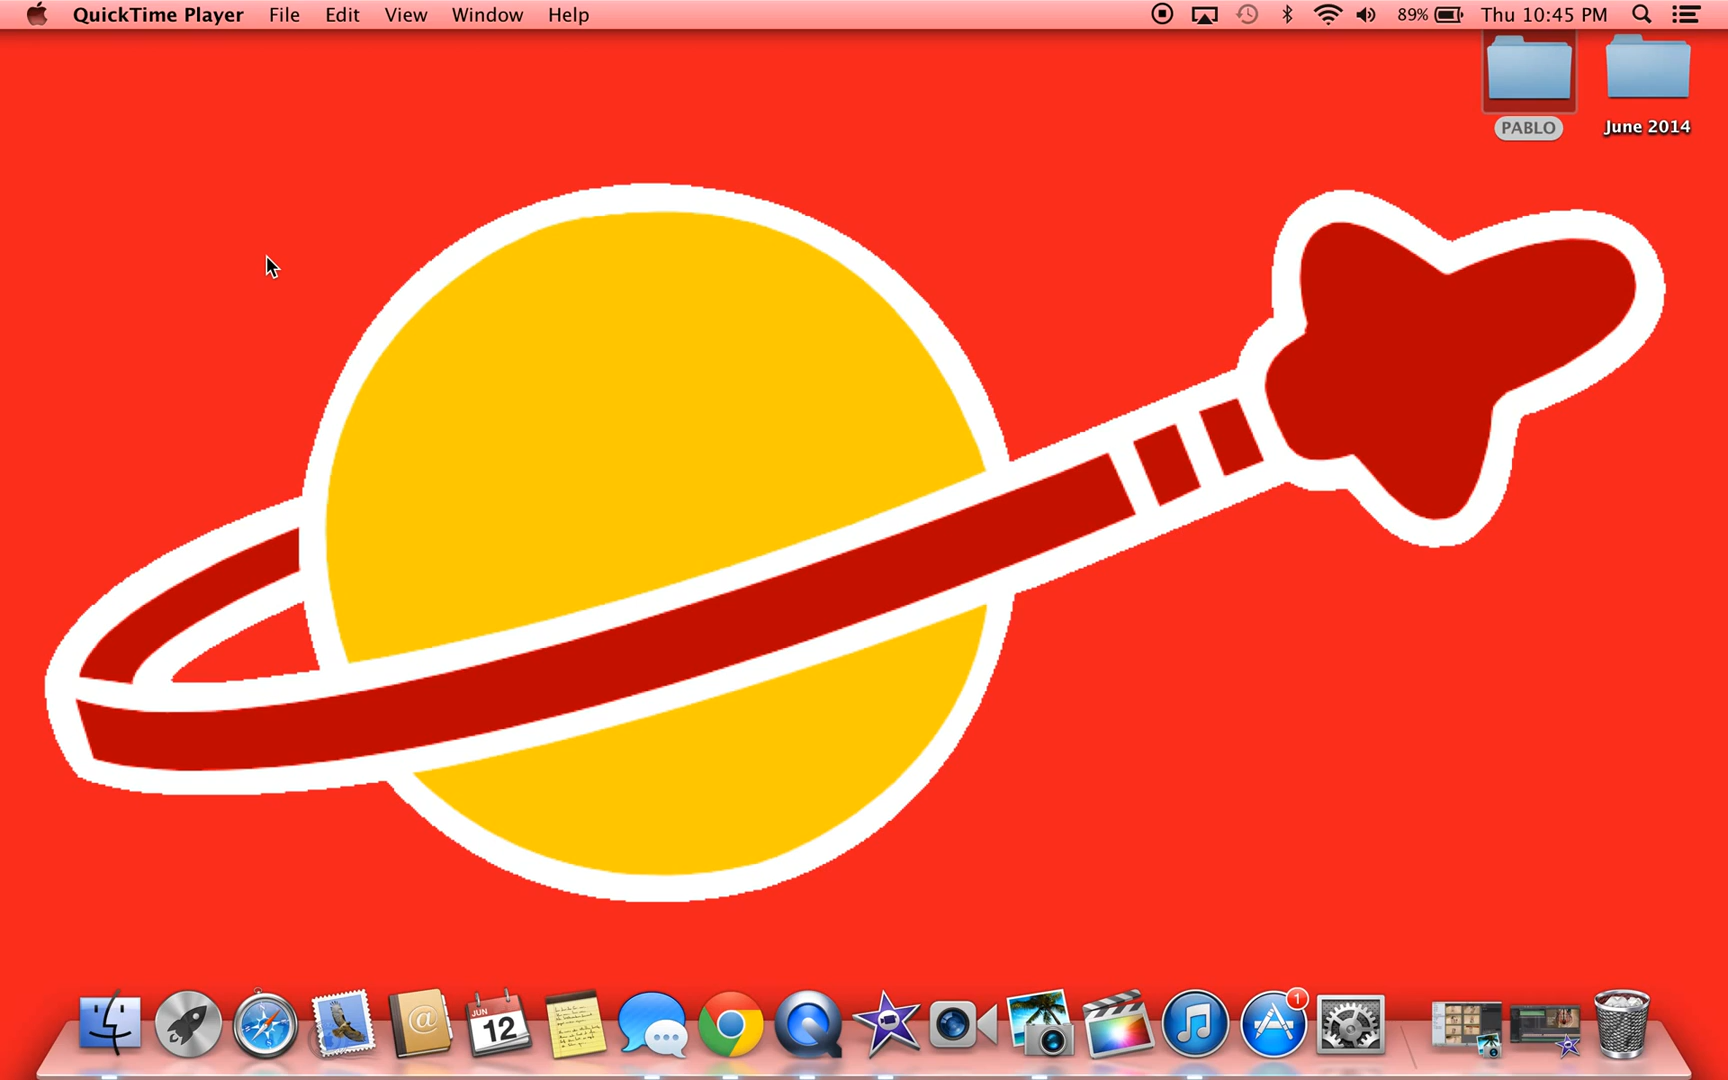 QuickTime Player File Edit View Window Help 89% Thu 10:45 PM
PABLO June 2014
JUN
12
@
1